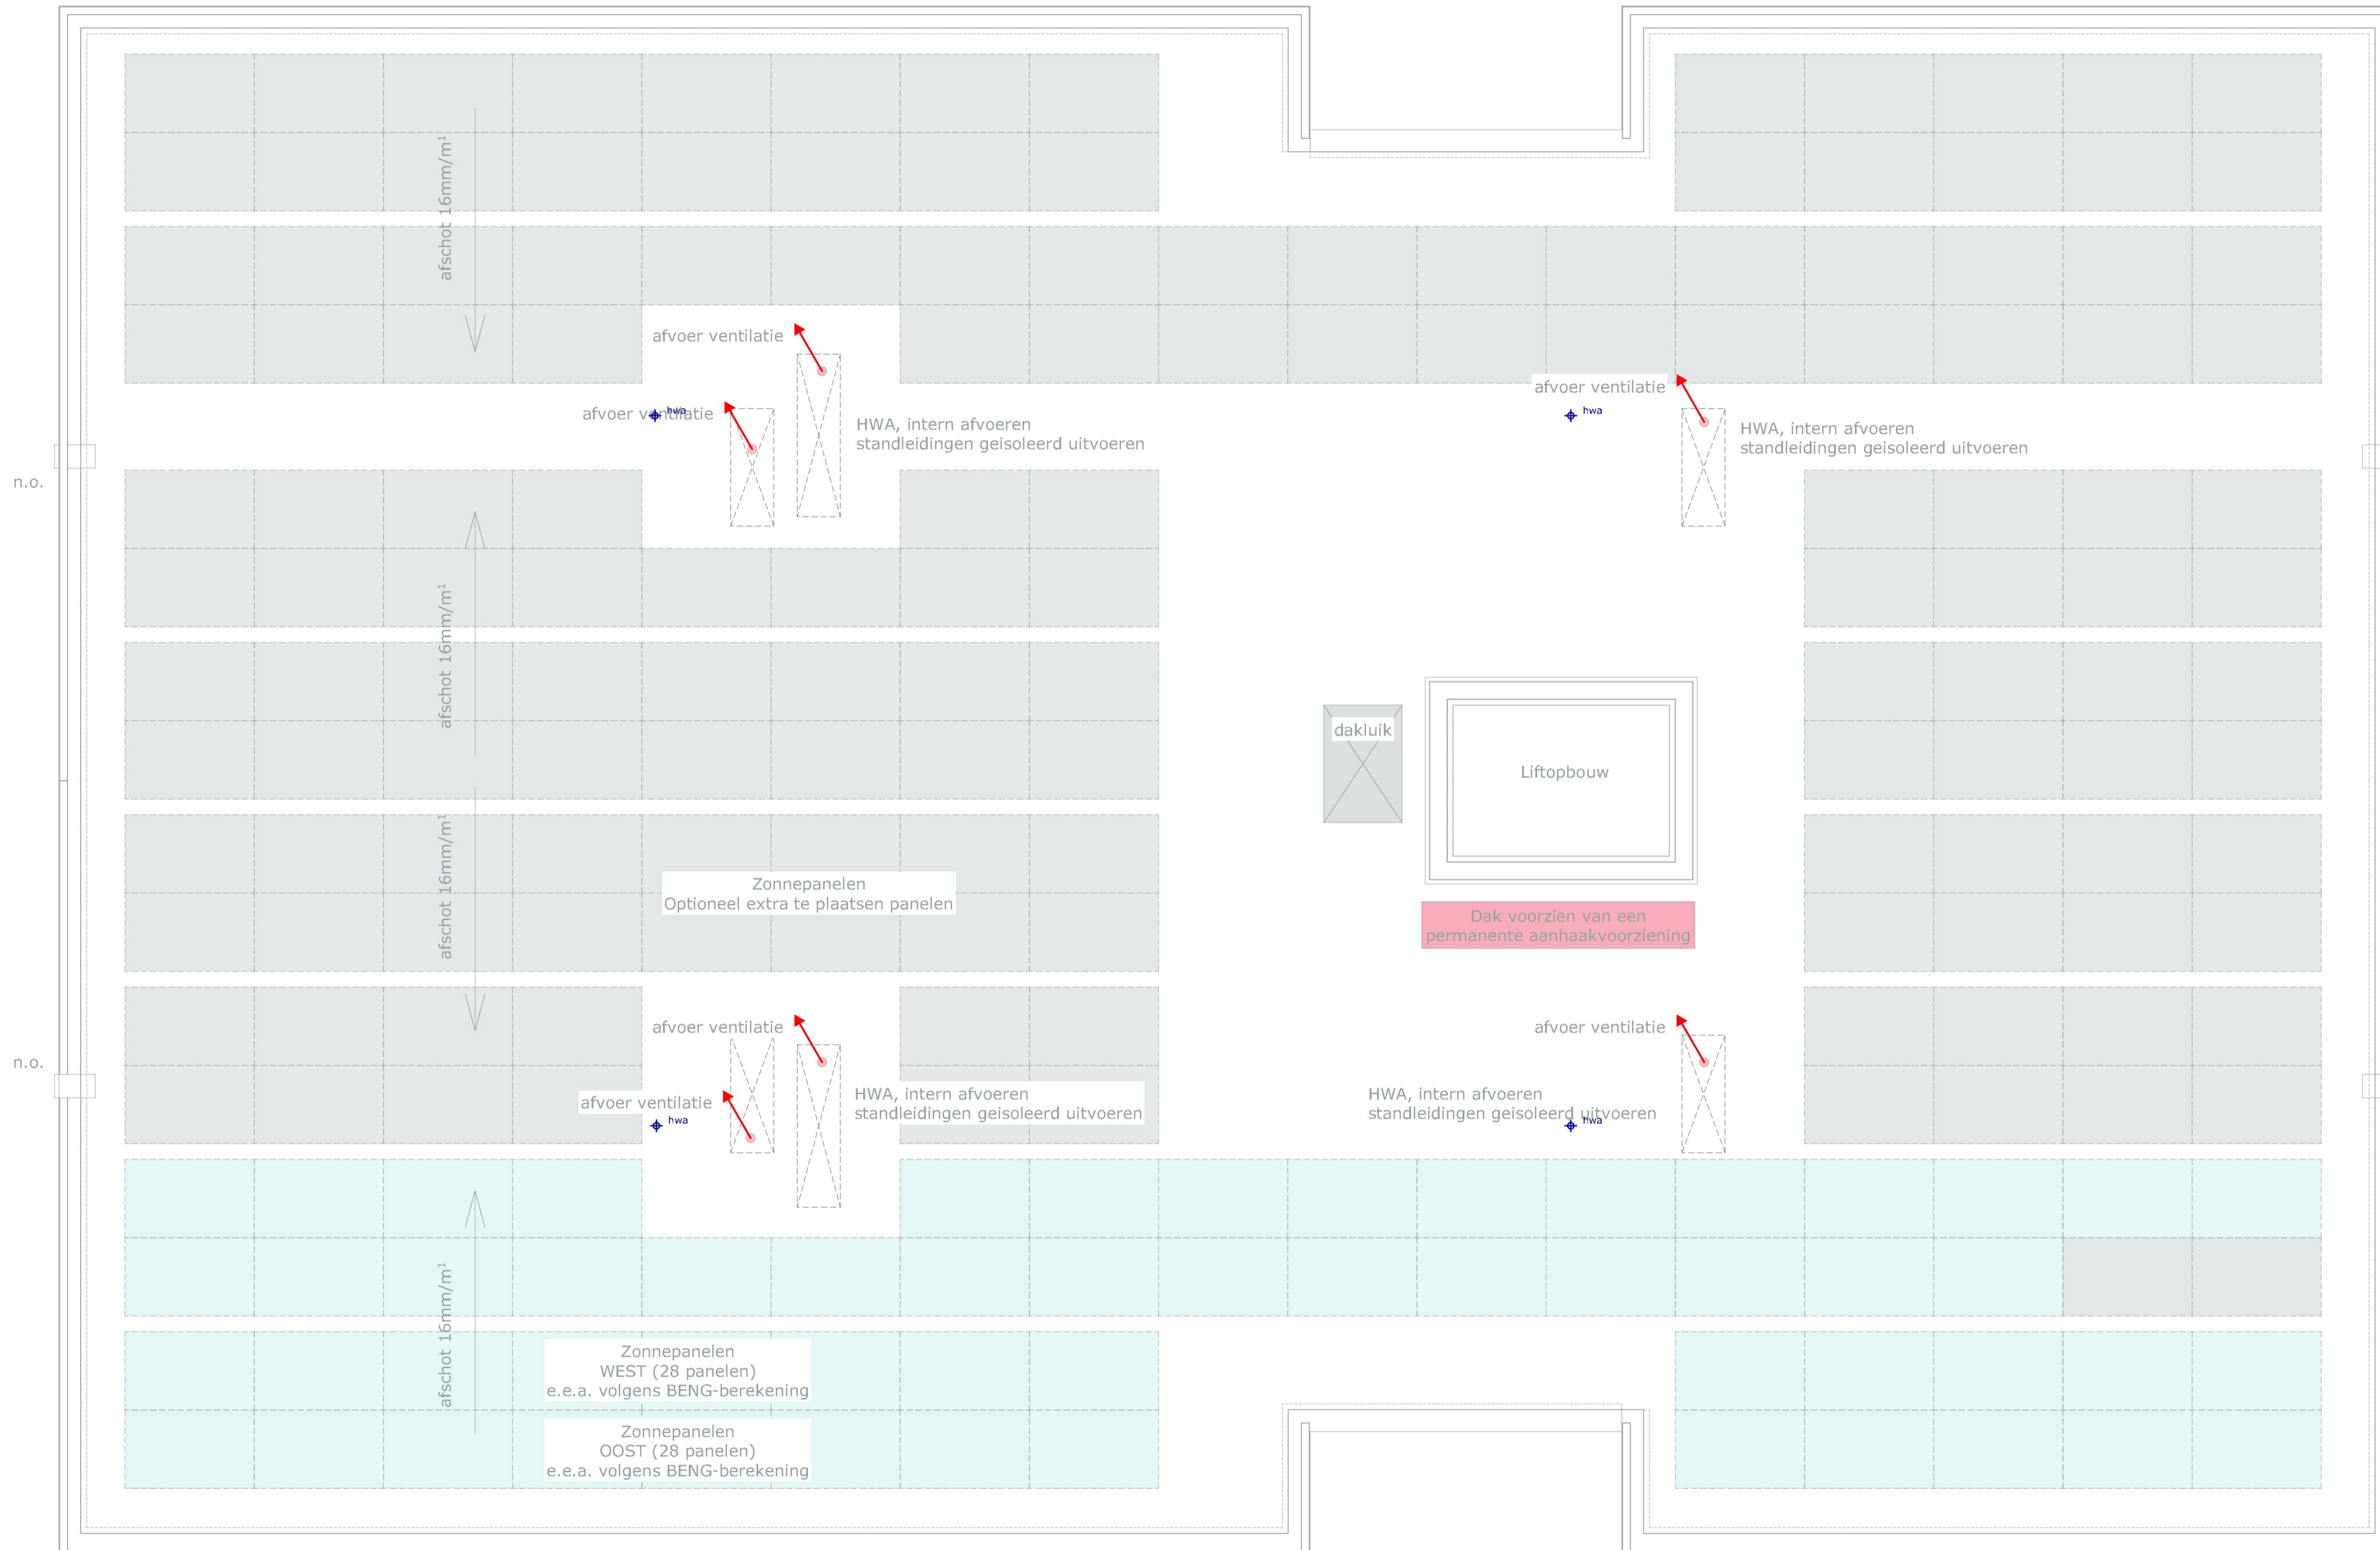 afschot 16mm/m¹
afvoer ventilatie
afvoer ventilatie
hwa
HWA, intern afvoeren
standleidingen geisoleerd uitvoeren
afvoer ventilatie
hwa
HWA, intern afvoeren
standleidingen geisoleerd uitvoeren
n.o.
afschot 16mm/m¹
dakluik
Liftopbouw
afschot 16mm/m¹
Zonnepanelen
Optioneel extra te plaatsen panelen
Dak voorzien van een
permanente aanhaakvoorziening
n.o.
afvoer ventilatie
afvoer ventilatie
hwa
HWA, intern afvoeren
standleidingen geisoleerd uitvoeren
afvoer ventilatie
HWA, intern afvoeren
standleidingen geisoleerd uitvoeren
hwa
afschot 16mm/m¹
Zonnepanelen
WEST (28 panelen)
e.e.a. volgens BENG-berekening
Zonnepanelen
OOST (28 panelen)
e.e.a. volgens BENG-berekening